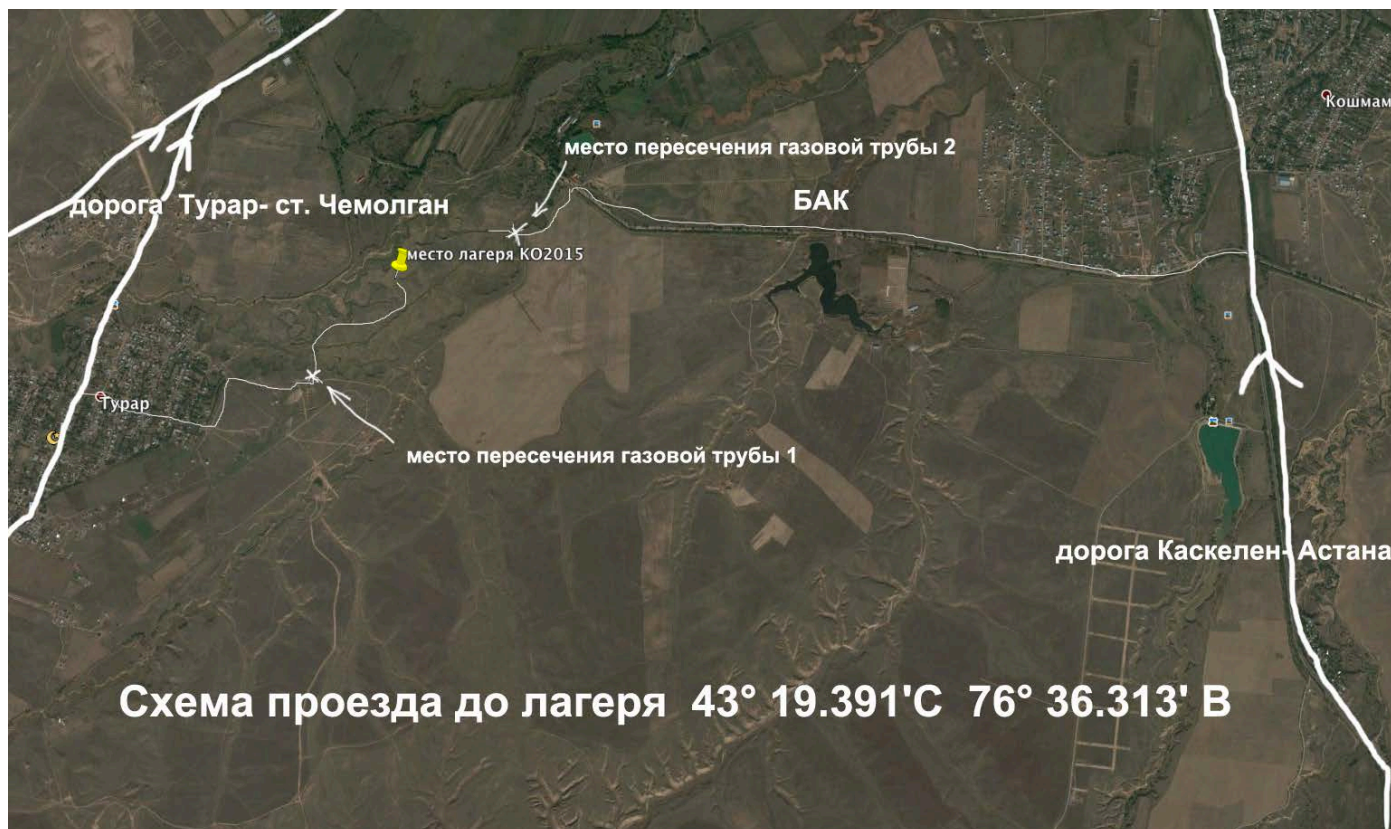 Кошмам
место пересечения газовой трубы 2
дорога Турар- ст. Чемолган
БАК
место лагеря КО2015
Турар
место пересечения газовой трубы 1
дорога Каскелен- Астана
Схема проезда до лагеря 43° 19.391'С 76° 36.313' В